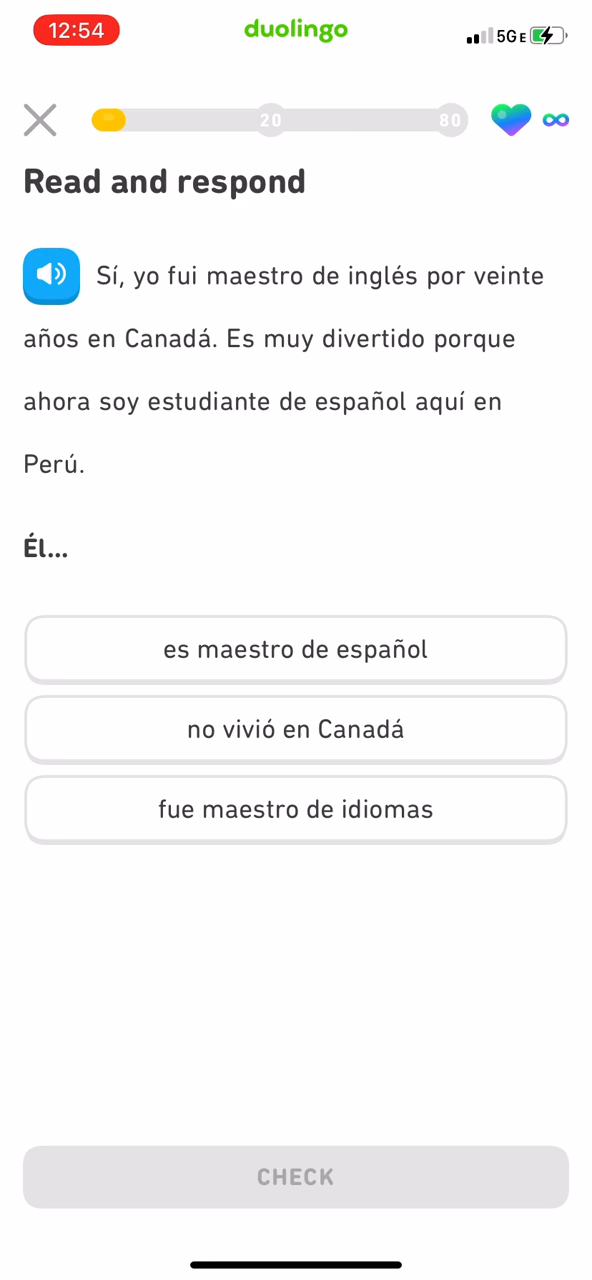 12:54
duolingo
5GE
20
80
Read and respond
Sí, yo fui maestro de inglés por veinte
años en Canadá. Es muy divertido porque
ahora soy estudiante de español aquí en
Perú.
Él...
es maestro de español
no vivió en Canadá
fue maestro de idiomas
CHECK